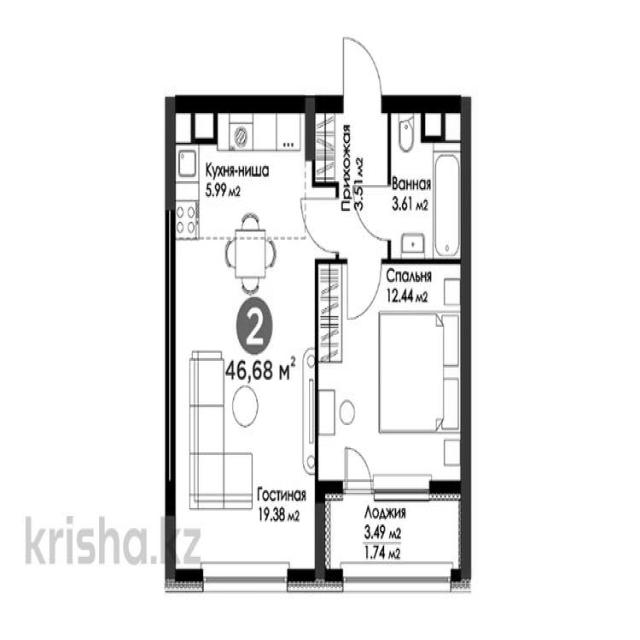 Кухня-ниша
5.99 м2
Прихожая
3.51 м2
Ванная
3.61 м2
Спальня
12.44 м2
2
46,68 м²
Гостиная
19.38 м2
Лоджия
3.49 м2
1.74 м2
krisha.kz